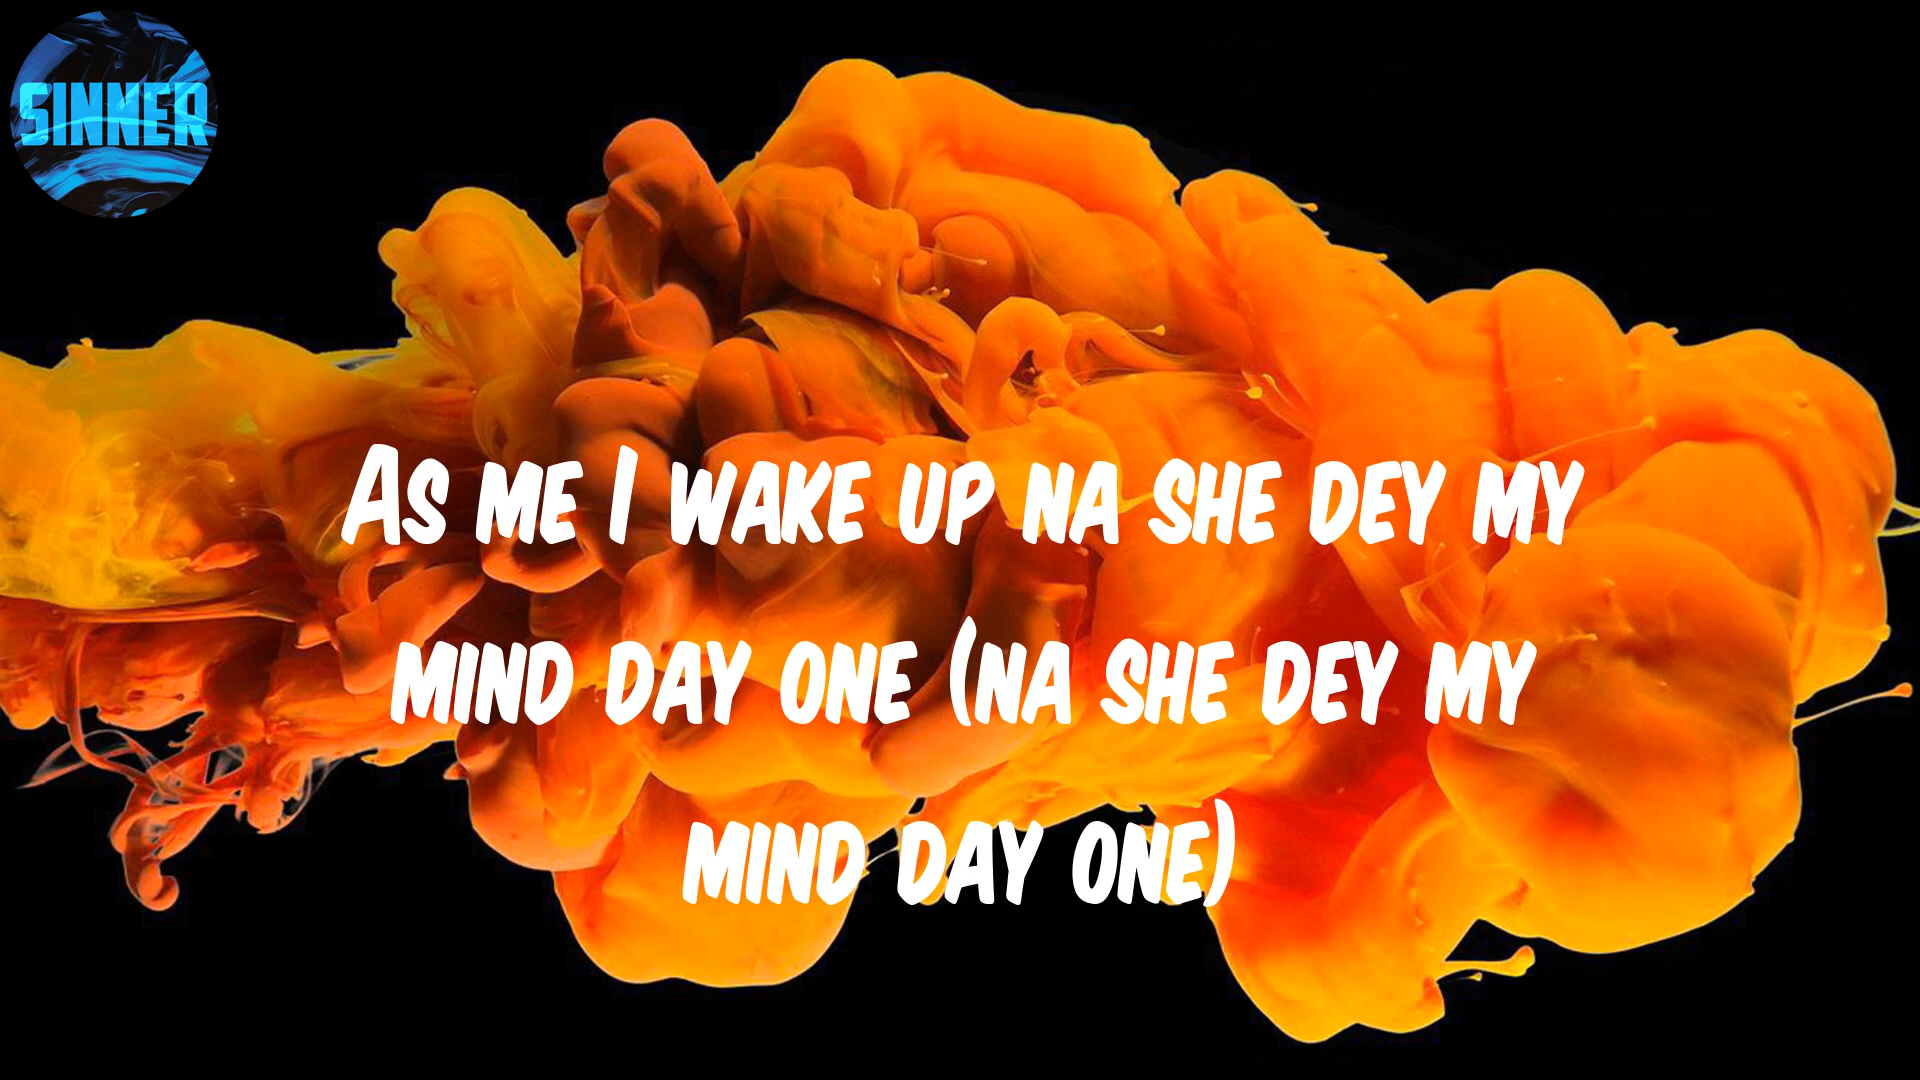 SINNER
As me I wake up na she dey my
mind day one (na she dey my
mind day one)